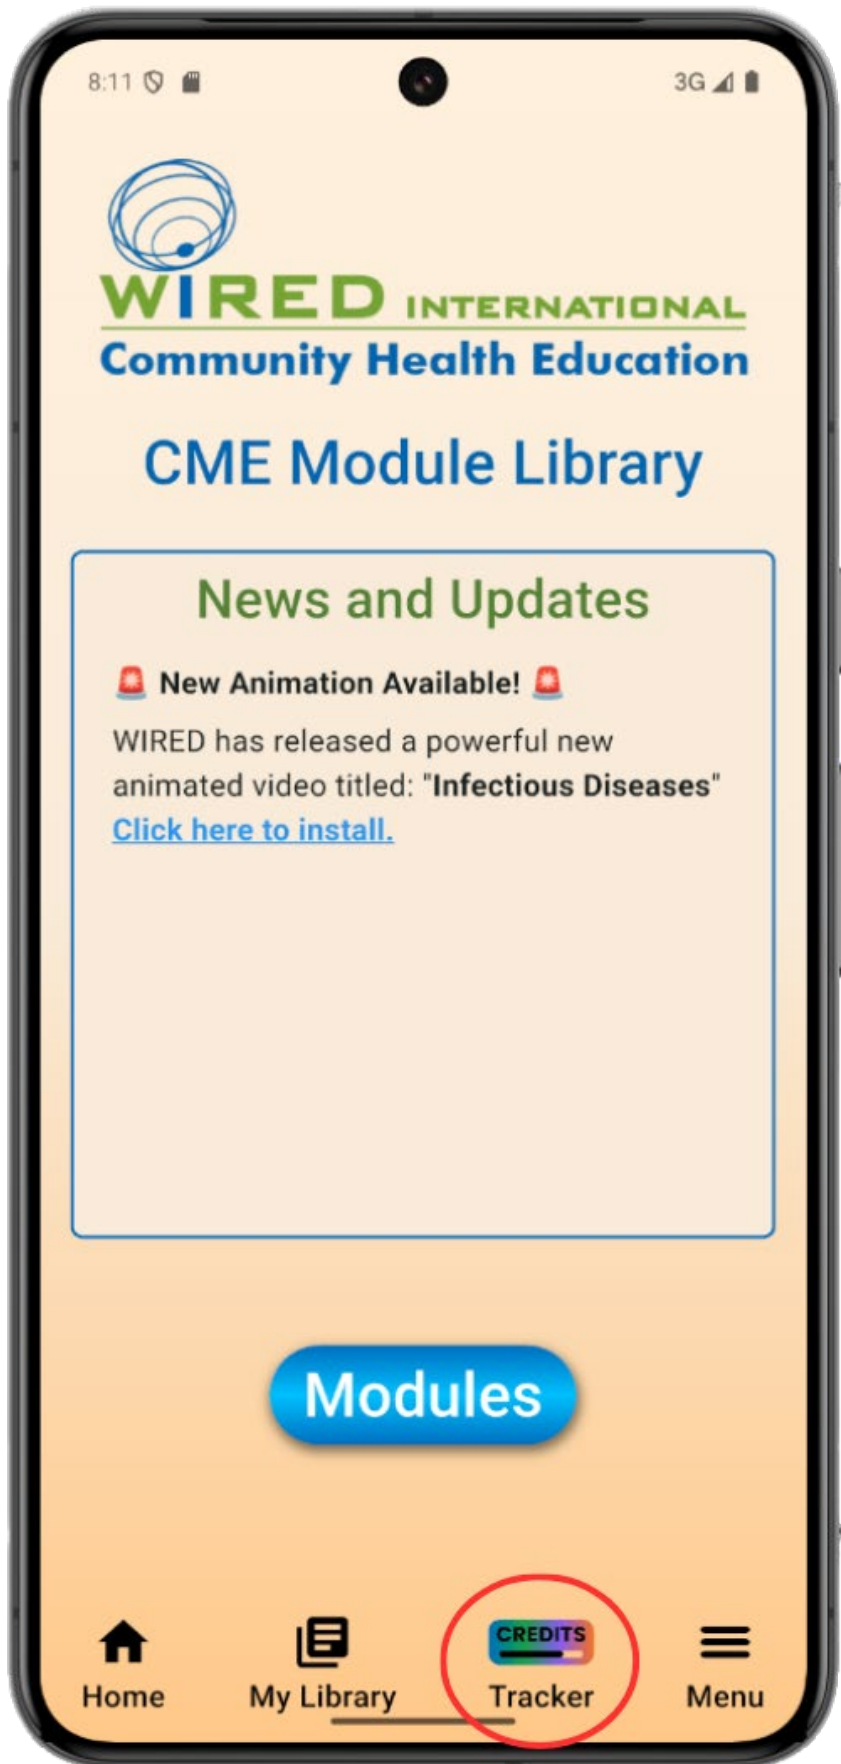 8:11
3G
WIRED INTERNATIONAL
Community Health Education
CME Module Library
News and Updates
🚨 New Animation Available! 🚨
WIRED has released a powerful new
animated video titled: "Infectious Diseases"
Click here to install.
Modules
CREDITS
Home My Library Tracker Menu